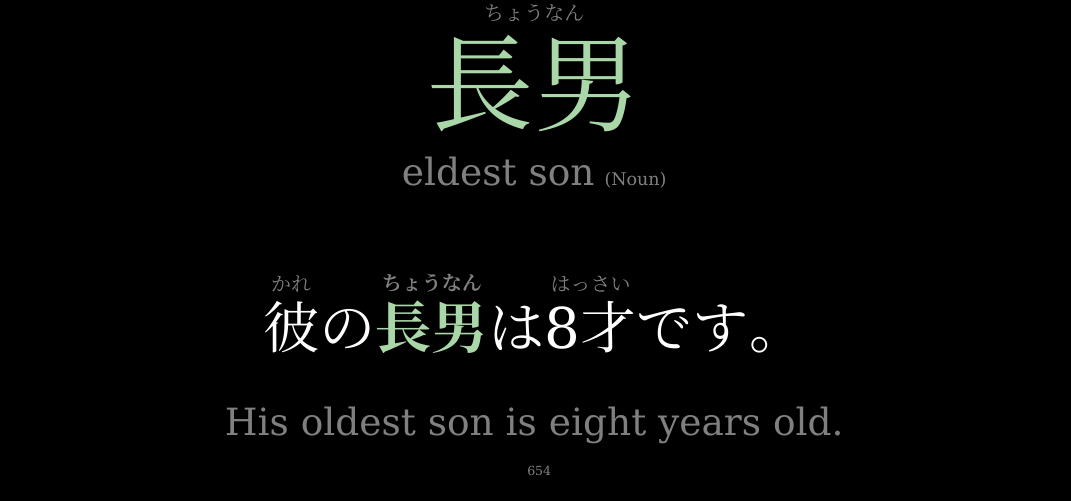 ちょうなん
長男
eldest son (Noun)
かれ ちょうなん はっさい
彼の長男は8才です。
His oldest son is eight years old.
654